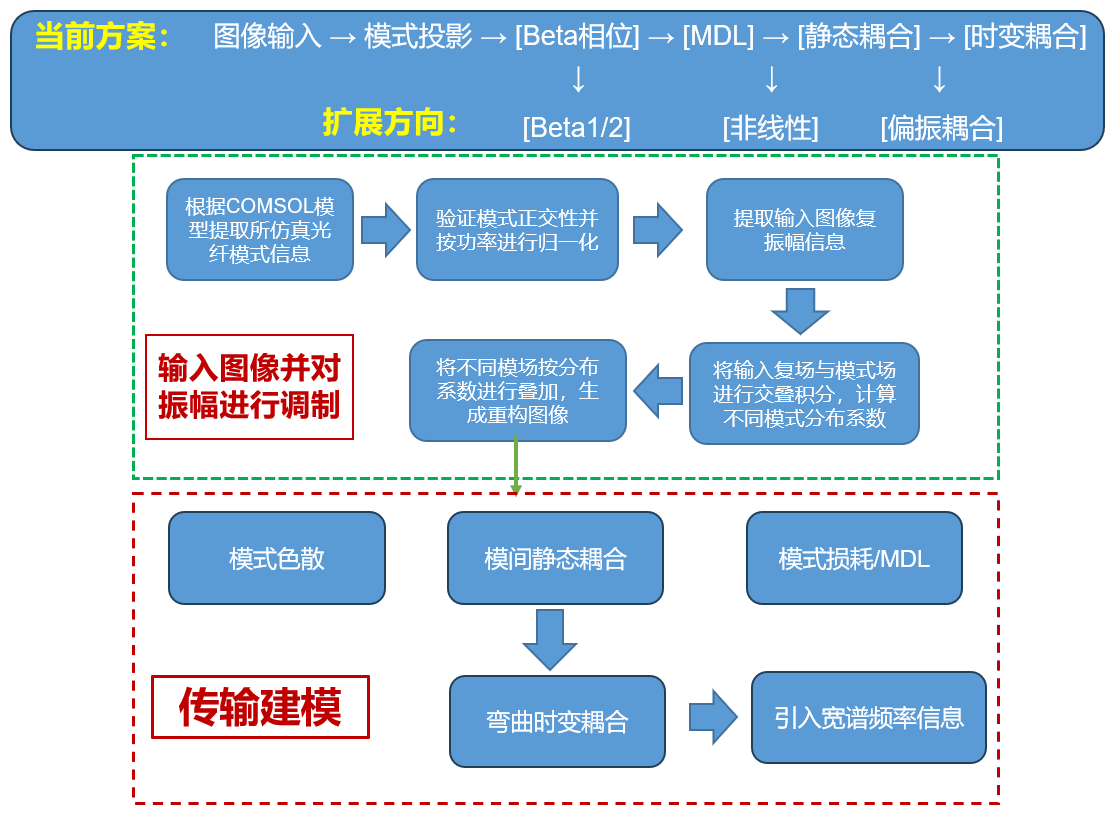 当前方案： 图像输入 → 模式投影 → [Beta相位] → [MDL] → [静态耦合] → [时变耦合]
↓ ↓ ↓
扩展方向： [Beta1/2] [非线性] [偏振耦合]
根据COMSOL模
型提取所仿真光
纤模式信息
验证模式正交性并
按功率进行归一化
提取输入图像复
振幅信息
输入图像并对
振幅进行调制
将不同模场按分布
系数进行叠加，生
成重构图像
将输入复场与模式场
进行交叠积分，计算
不同模式分布系数
模式色散
模间静态耦合
模式损耗/MDL
传输建模
弯曲时变耦合
引入宽谱频率信息